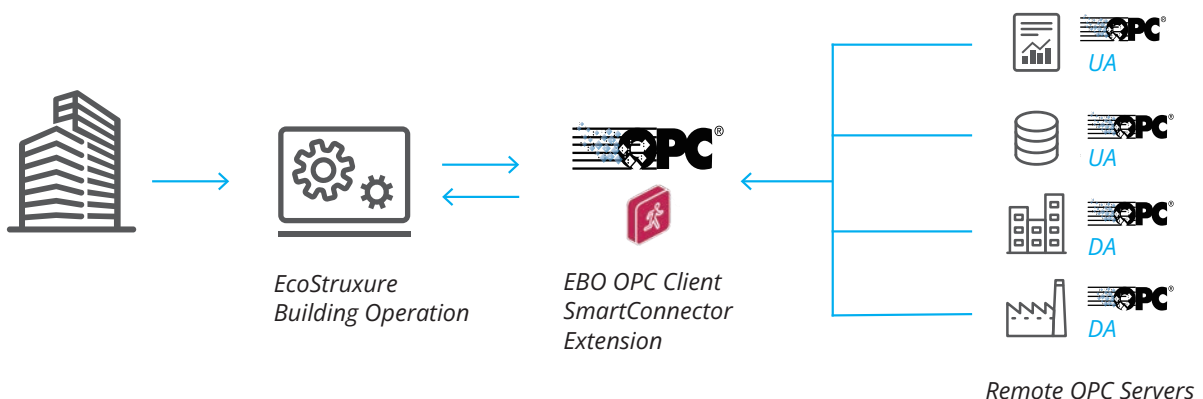 OPC®
UA
OPC®
UA
OPC®
DA
OPC®
DA
OPC®
EcoStruxure
Building Operation
EBO OPC Client
SmartConnector
Extension
Remote OPC Servers